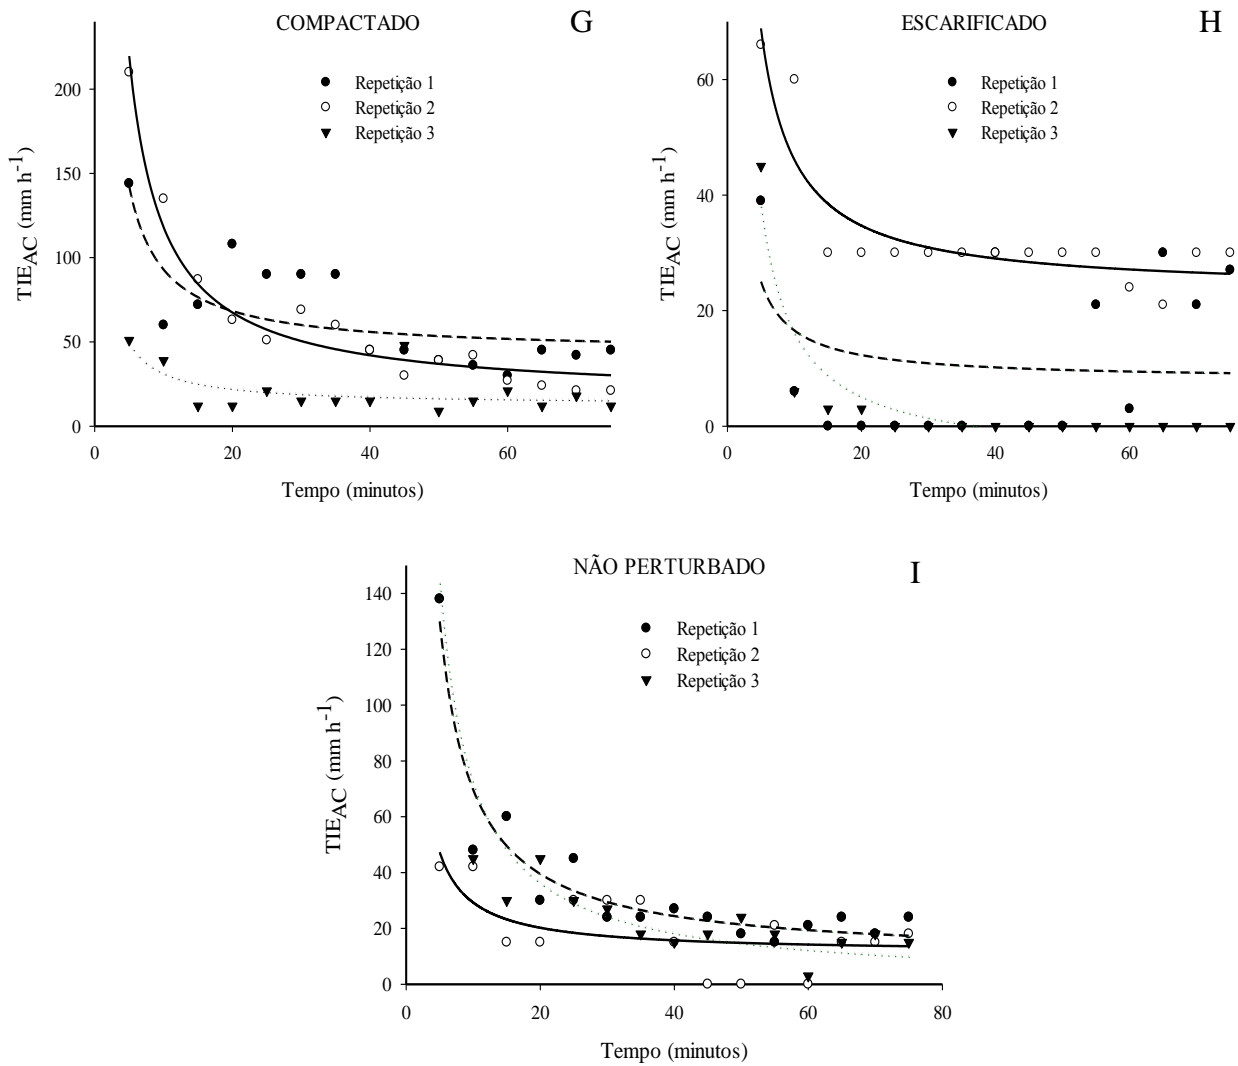 COMPACTADO
G
Repetição 1
Repetição 2
Repetição 3
TIE_AC (mm h^-1)
200
150
100
50
0
0 20 40 60
Tempo (minutos)
ESCARIFICADO
H
Repetição 1
Repetição 2
Repetição 3
TIE_AC (mm h^-1)
60
40
20
0
0 20 40 60
Tempo (minutos)
NÃO PERTURBADO
I
Repetição 1
Repetição 2
Repetição 3
TIE_AC (mm h^-1)
140
120
100
80
60
40
20
0
0 20 40 60 80
Tempo (minutos)